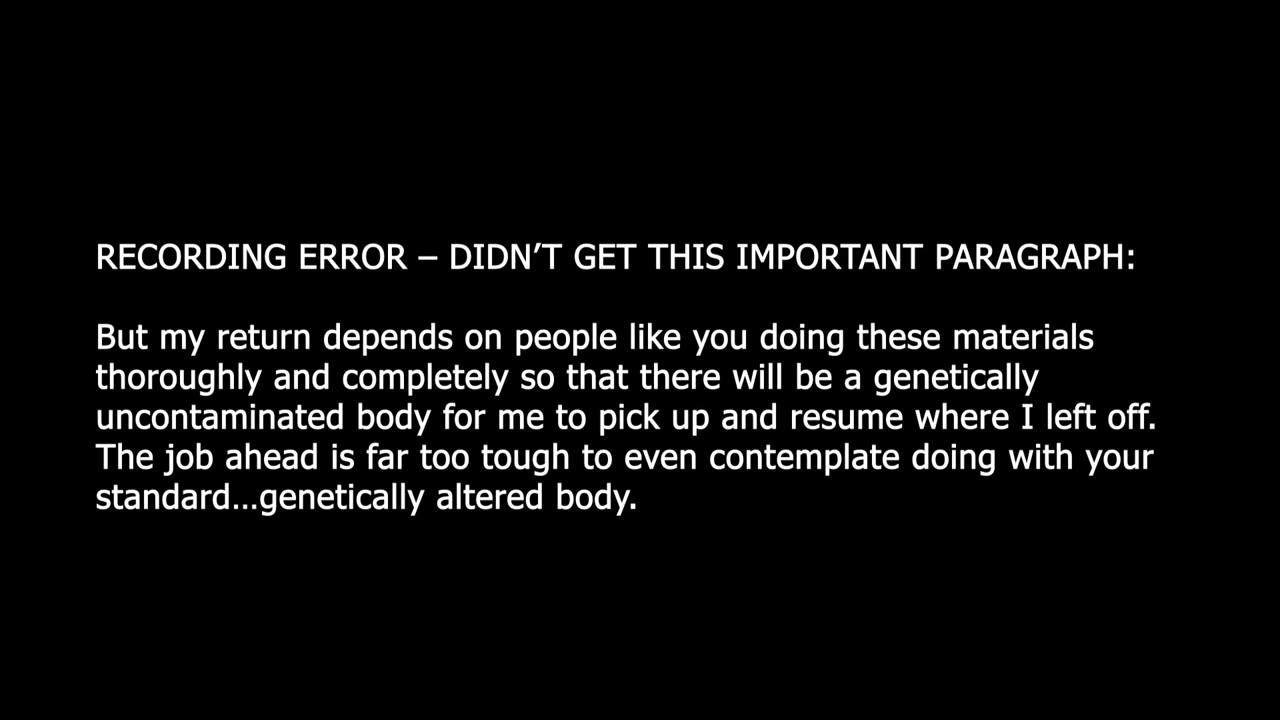 RECORDING ERROR – DIDN’T GET THIS IMPORTANT PARAGRAPH:
But my return depends on people like you doing these materials
thoroughly and completely so that there will be a genetically
uncontaminated body for me to pick up and resume where I left off.
The job ahead is far too tough to even contemplate doing with your
standard…genetically altered body.